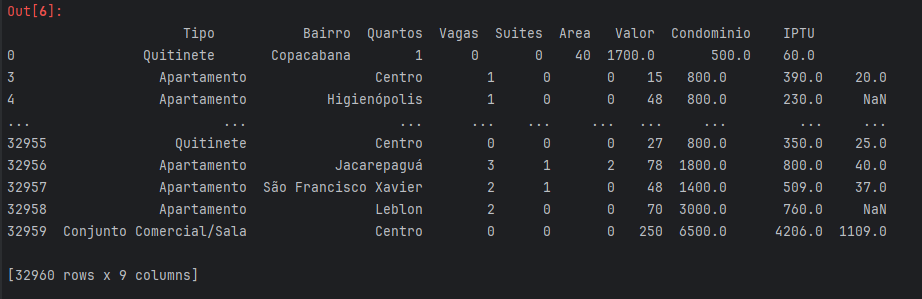 Out[6]:
Tipo Bairro Quartos Vagas Suites Area Valor Condominio IPTU
0 Quitinete Copacabana 1 0 0 40 1700.0 500.0 60.0
3 Apartamento Centro 1 0 0 15 800.0 390.0 20.0
4 Apartamento Higienópolis 1 0 0 48 800.0 230.0 NaN
... ... ... ... ... ... ... ... ... ...
32955 Quitinete Centro 0 0 0 27 800.0 350.0 25.0
32956 Apartamento Jacarepaguá 3 1 2 78 1800.0 800.0 40.0
32957 Apartamento São Francisco Xavier 2 1 0 48 1400.0 509.0 37.0
32958 Apartamento Leblon 2 0 0 70 3000.0 760.0 NaN
32959 Conjunto Comercial/Sala Centro 0 0 0 250 6500.0 4206.0 1109.0
[32960 rows x 9 columns]